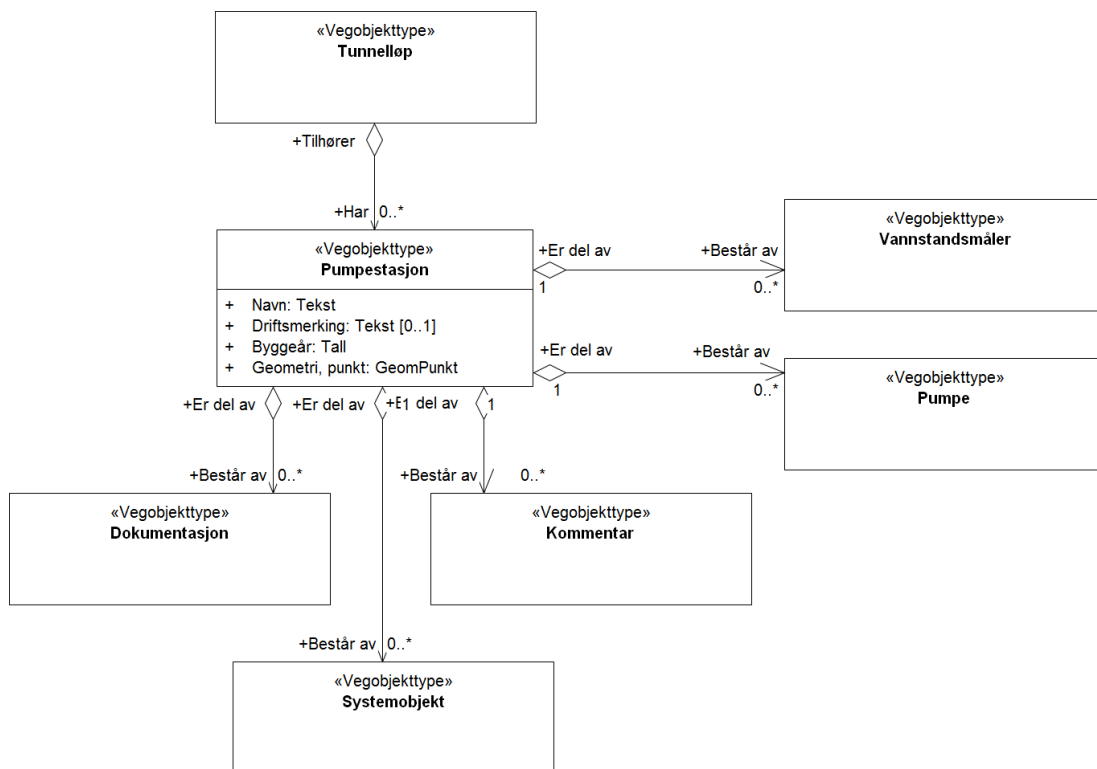 «Vegobjekttype»
Tunnelløp
+Tilhører
+Har 0..*
«Vegobjekttype»
Pumpestasjon
+ Navn: Tekst
+ Driftsmerking: Tekst [0..1]
+ Byggeår: Tall
+ Geometri, punkt: GeomPunkt
+Er del av
1
+Består av
0..*
«Vegobjekttype»
Vannstandsmåler
+Er del av
1
+Består av
0..*
«Vegobjekttype»
Pumpe
+Er del av
+Er del av
1
del av
1
+Består av 0..*
+Består av 0..*
«Vegobjekttype»
Dokumentasjon
«Vegobjekttype»
Kommentar
+Består av 0..*
«Vegobjekttype»
Systemobjekt